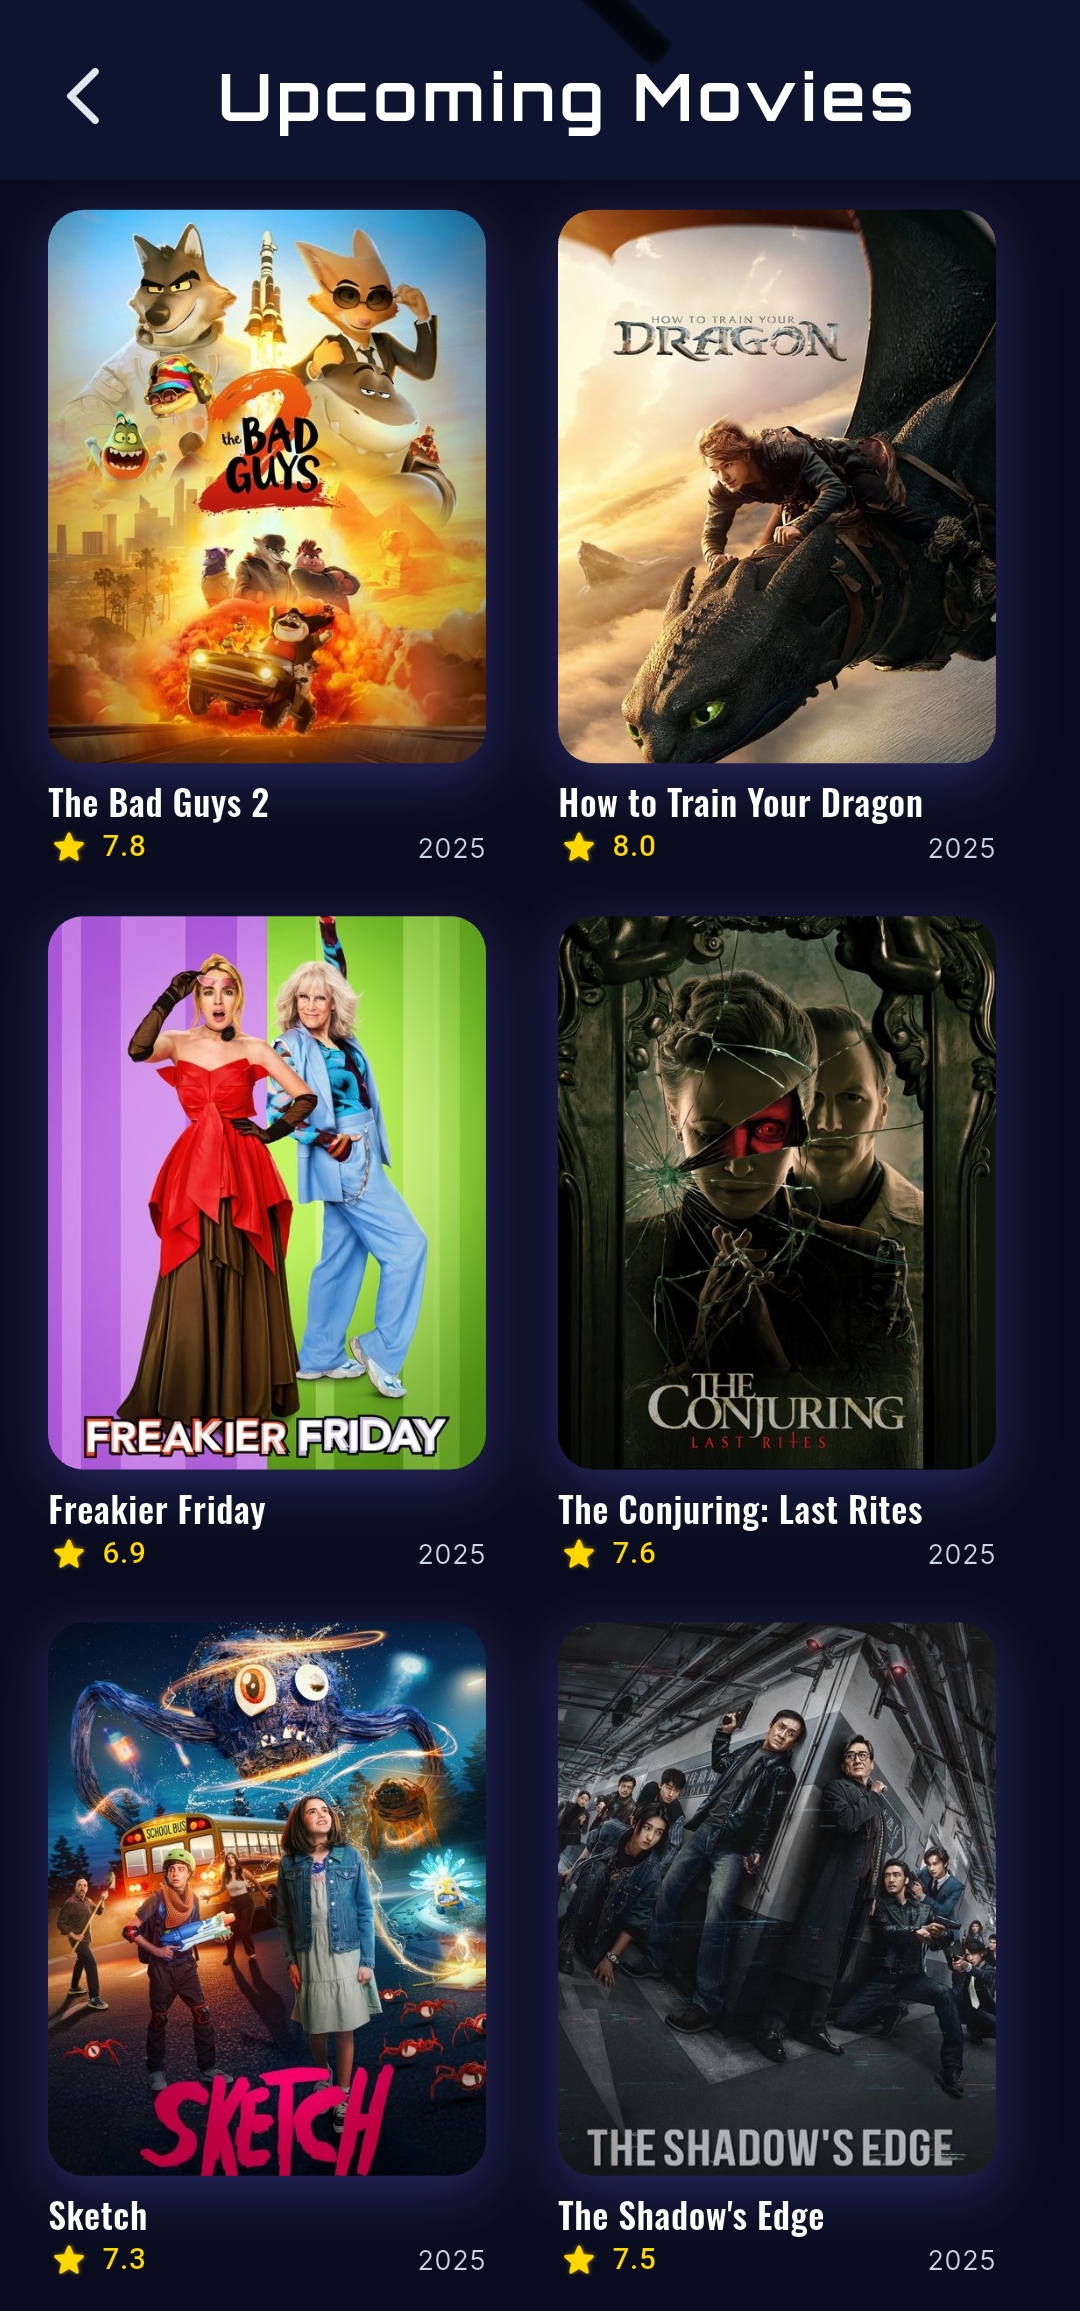 Upcoming Movies
the BAD
GUYS
2
HOW TO TRAIN YOUR
DRAGON
The Bad Guys 2
7.8 2025
How to Train Your Dragon
8.0 2025
FREAKIER FRIDAY
THE
CONJURING
LAST RITES
Freakier Friday
6.9 2025
The Conjuring: Last Rites
7.6 2025
SCHOOL BUS
SKETCH
THE SHADOW'S EDGE
Sketch
7.3 2025
The Shadow's Edge
7.5 2025